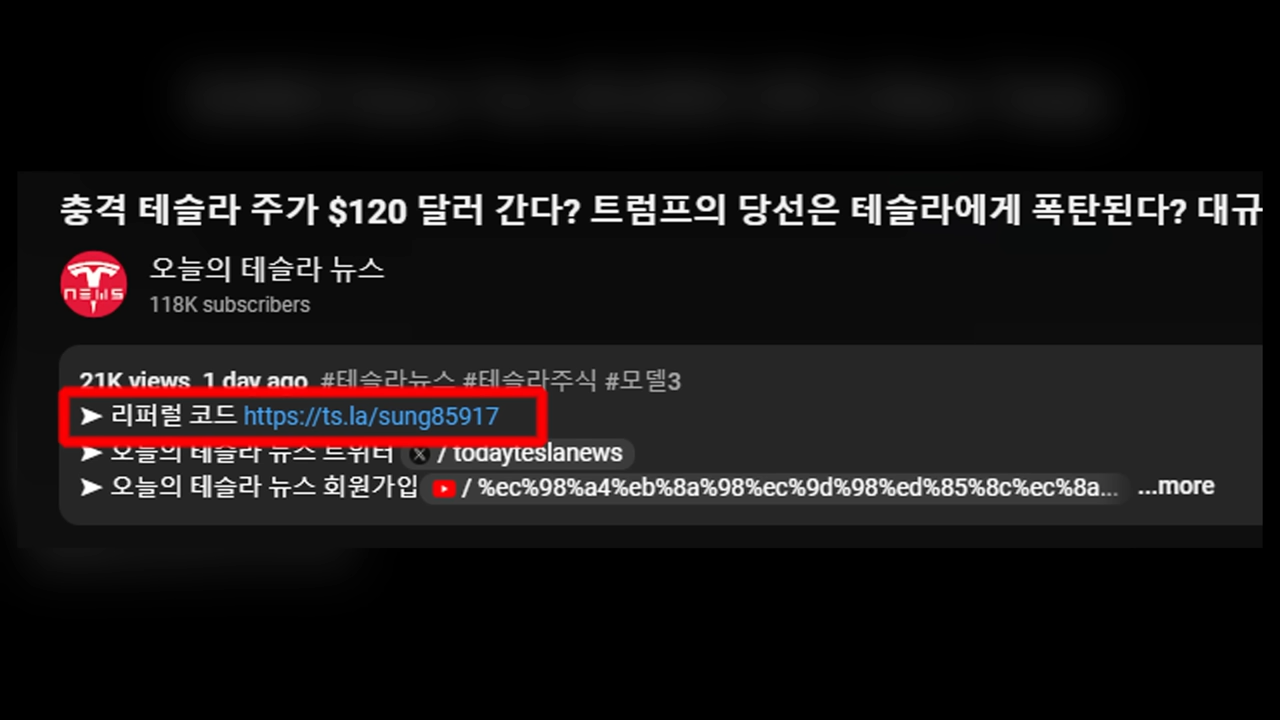 충격 테슬라 주가 $120 달러 간다? 트럼프의 당선은 테슬라에게 폭탄된다? 대규
NEWS
오늘의 테슬라 뉴스
118K subscribers
21K views 1 day ago #테슬라뉴스 #테슬라주식 #모델3
➤ 리퍼럴 코드 https://ts.la/sung85917
➤ 오늘의 테슬라 뉴스 트위터 X / todayteslanews
➤ 오늘의 테슬라 뉴스 회원가입 / %ec%98%a4%eb%8a%98%ec%9d%98%ed%85%8c%ec%8a... ...more